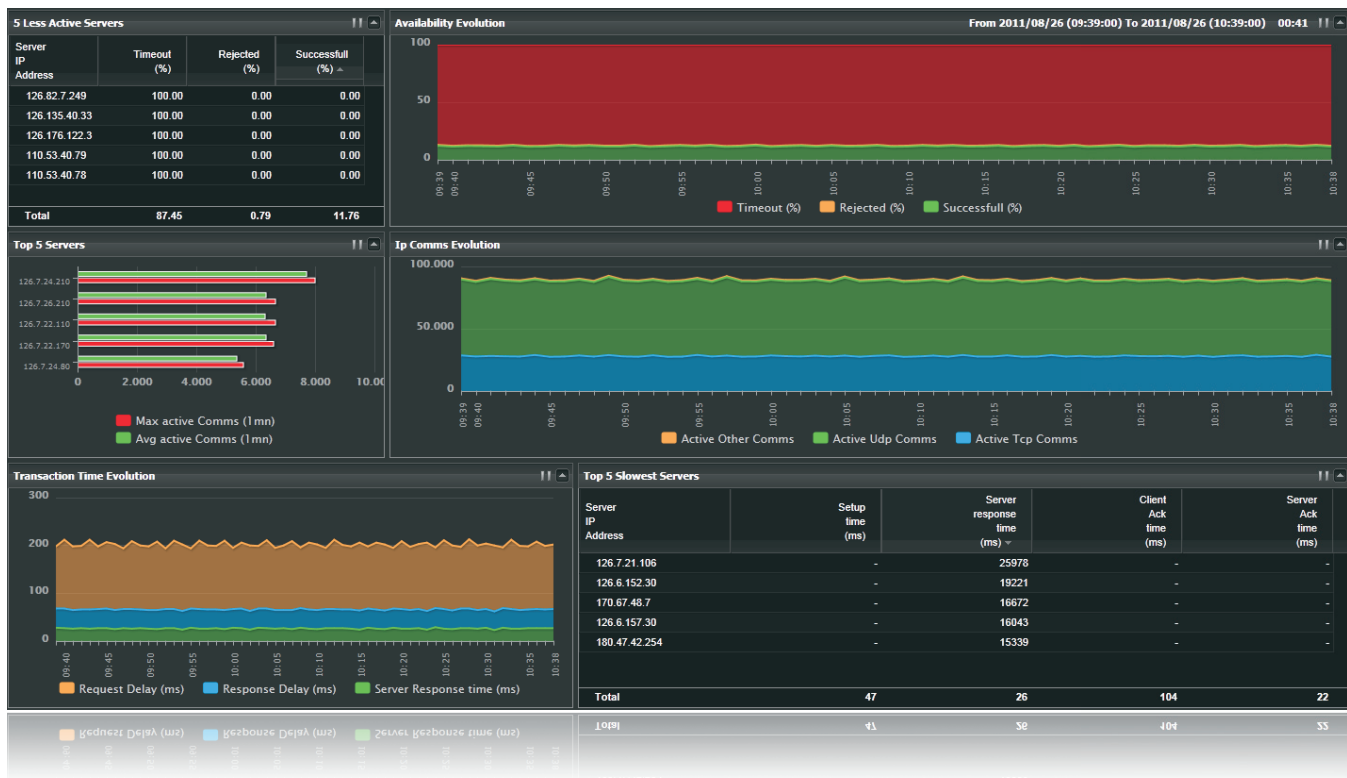 5 Less Active Servers
Server IP Address Timeout (%) Rejected (%) Successfull (%)
126.82.7.249 100.00 0.00 0.00
126.135.40.33 100.00 0.00 0.00
126.176.122.3 100.00 0.00 0.00
110.53.40.79 100.00 0.00 0.00
110.53.40.78 100.00 0.00 0.00
Total 87.45 0.79 11.76
Availability Evolution From 2011/08/26 (09:39:00) To 2011/08/26 (10:39:00) 00:41
100
50
0
09:39 09:40 09:45 09:50 09:55 10:00 10:05 10:10 10:15 10:20 10:25 10:30 10:35 10:38
Timeout (%) Rejected (%) Successfull (%)
Top 5 Servers
126.7.24.210
126.7.26.210
126.7.22.110
126.7.22.170
126.7.24.80
0 2.000 4.000 6.000 8.000 10.00
Max active Comms (1mn)
Avg active Comms (1mn)
Ip Comms Evolution
100.000
50.000
0
09:39 09:40 09:45 09:50 09:55 10:00 10:05 10:10 10:15 10:20 10:25 10:30 10:35 10:38
Active Other Comms Active Udp Comms Active Tcp Comms
Transaction Time Evolution
300
200
100
0
09:40 09:45 09:50 09:55 10:00 10:05 10:10 10:15 10:20 10:25 10:30 10:35 10:38
Request Delay (ms) Response Delay (ms) Server Response time (ms)
Top 5 Slowest Servers
Server IP Address Setup time (ms) Server response time (ms) Client Ack time (ms) Server Ack time (ms)
126.7.21.106 - 25978 - -
126.6.152.30 - 19221 - -
170.67.48.7 - 16672 - -
126.6.157.30 - 16043 - -
180.47.42.254 - 15339 - -
Total 47 26 104 22